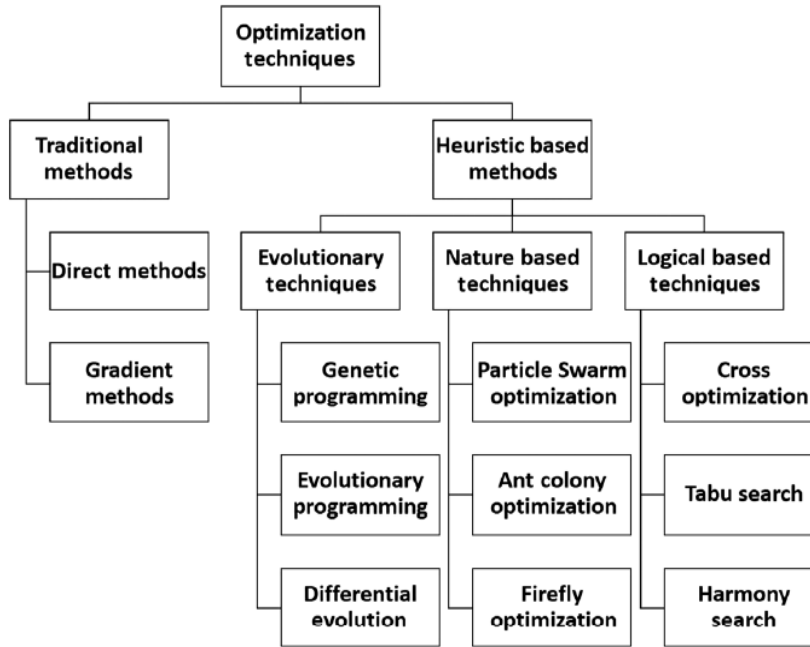 Optimization
techniques
Traditional
methods
Heuristic based
methods
Direct methods
Gradient
methods
Evolutionary
techniques
Nature based
techniques
Logical based
techniques
Genetic
programming
Particle Swarm
optimization
Cross
optimization
Evolutionary
programming
Ant colony
optimization
Tabu search
Differential
evolution
Firefly
optimization
Harmony
search